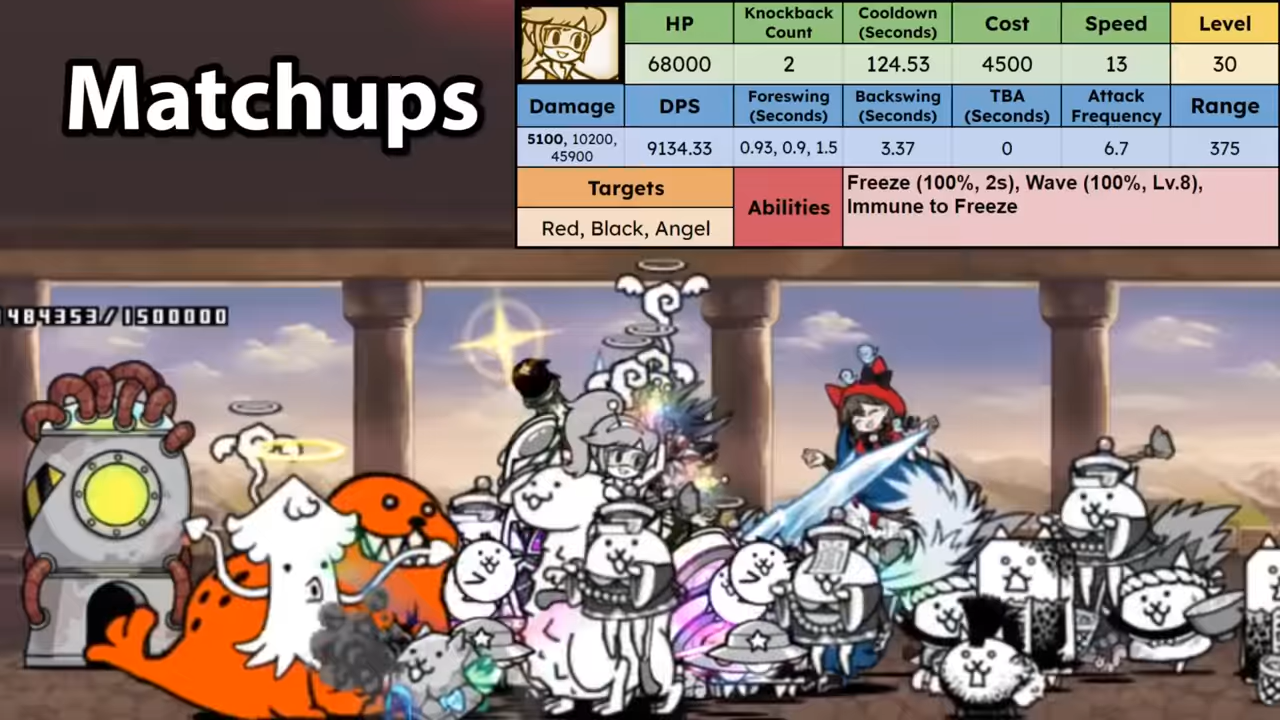 Matchups
HP
Knockback
Count
Cooldown
(Seconds)
Cost
Speed
Level
68000
2
124.53
4500
13
30
Damage
DPS
Foreswing
(Seconds)
Backswing
(Seconds)
TBA
(Seconds)
Attack
Frequency
Range
5100, 10200,
45900
9134.33
0.93, 0.9, 1.5
3.37
0
6.7
375
Targets
Abilities
Freeze (100%, 2s), Wave (100%, Lv.8),
Immune to Freeze
Red, Black, Angel
484353/1500000